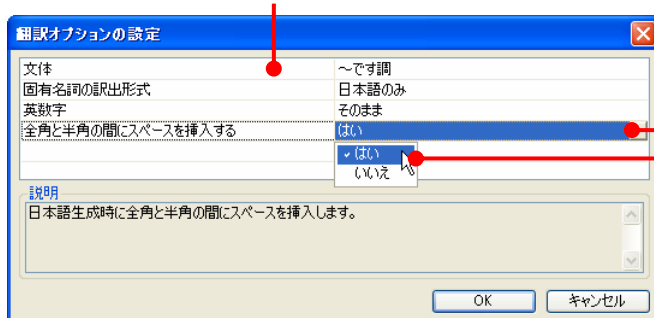 翻訳オプションの設定
文体 ～です調
固有名詞の訳出形式 日本語のみ
英数字 そのまま
全角と半角の間にスペースを挿入する はい
はい
いいえ
説明
日本語生成時に全角と半角の間にスペースを挿入します。
OK キャンセル